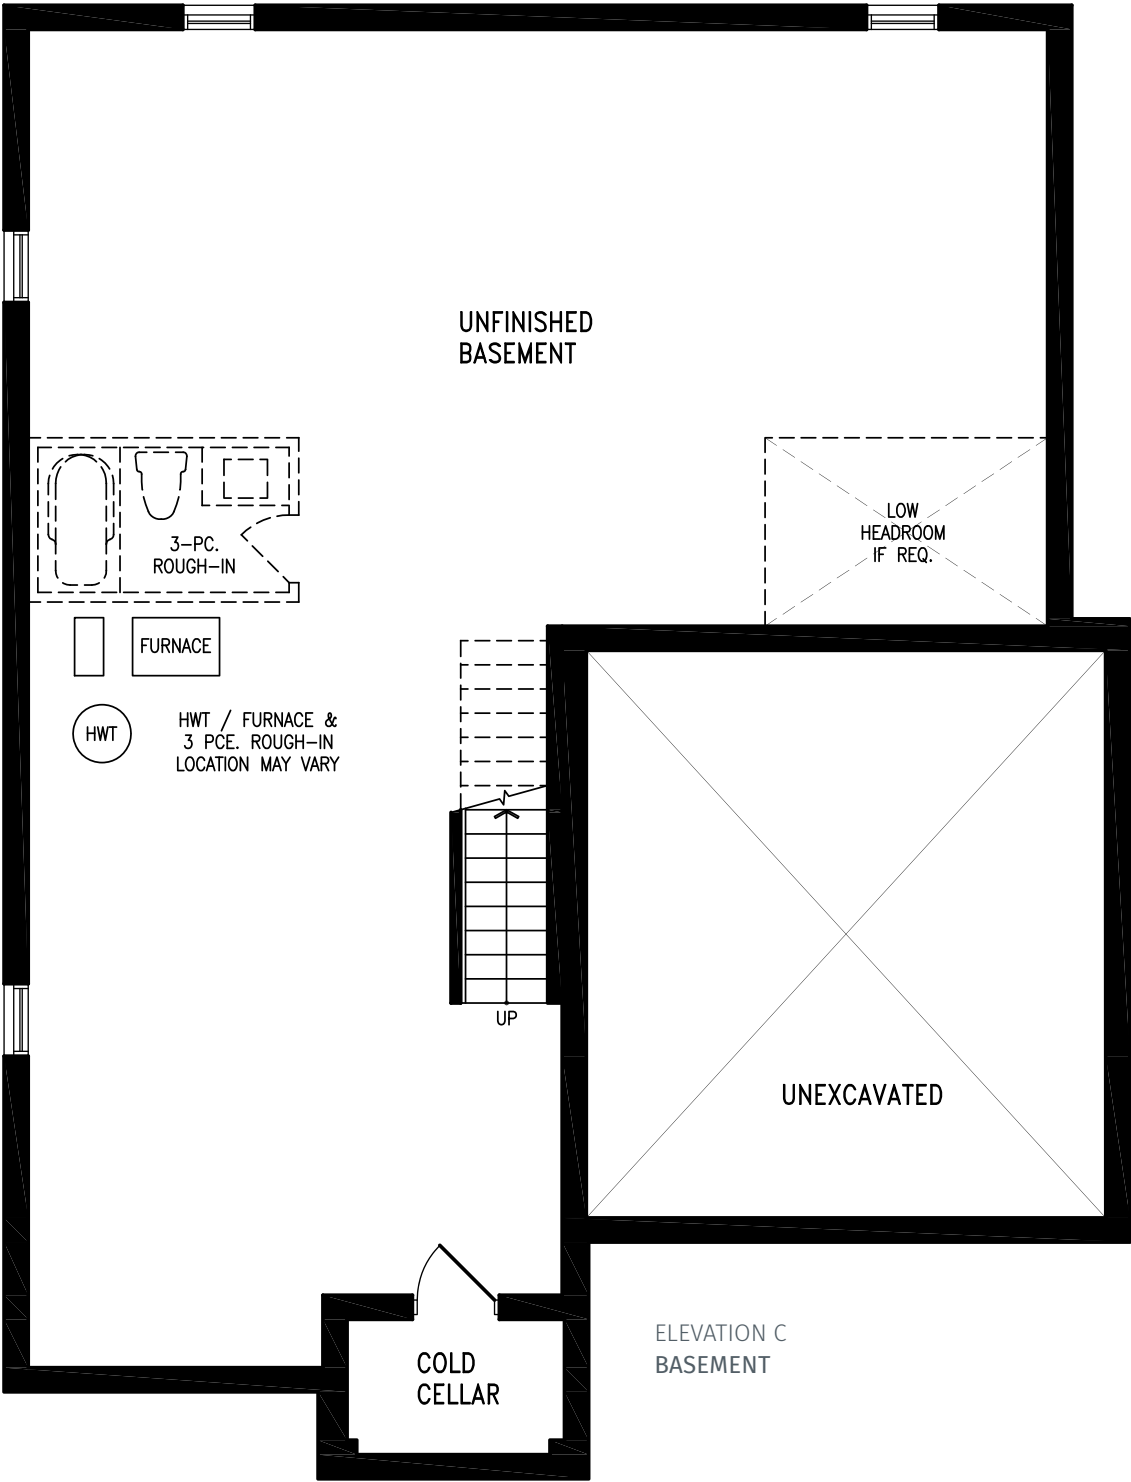 UNFINISHED
BASEMENT
LOW
HEADROOM
IF REQ.
3-PC.
ROUGH-IN
FURNACE
HWT
HWT / FURNACE &
3 PCE. ROUGH-IN
LOCATION MAY VARY
UP
UNEXCAVATED
COLD
CELLAR
ELEVATION C
BASEMENT